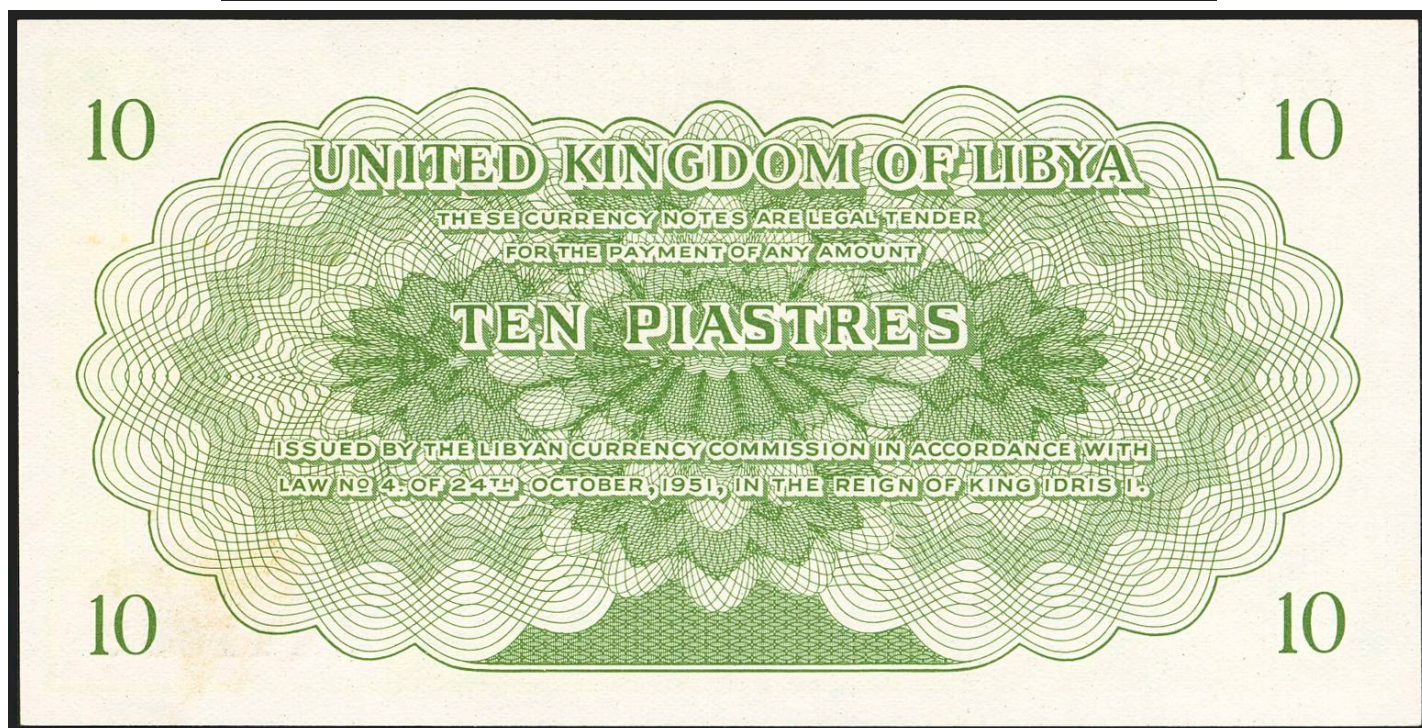 10 10
UNITED KINGDOM OF LIBYA
THESE CURRENCY NOTES ARE LEGAL TENDER
FOR THE PAYMENT OF ANY AMOUNT
TEN PIASTRES
ISSUED BY THE LIBYAN CURRENCY COMMISSION IN ACCORDANCE WITH
LAW Nº 4. OF 24TH OCTOBER, 1951, IN THE REIGN OF KING IDRIS I.
10 10